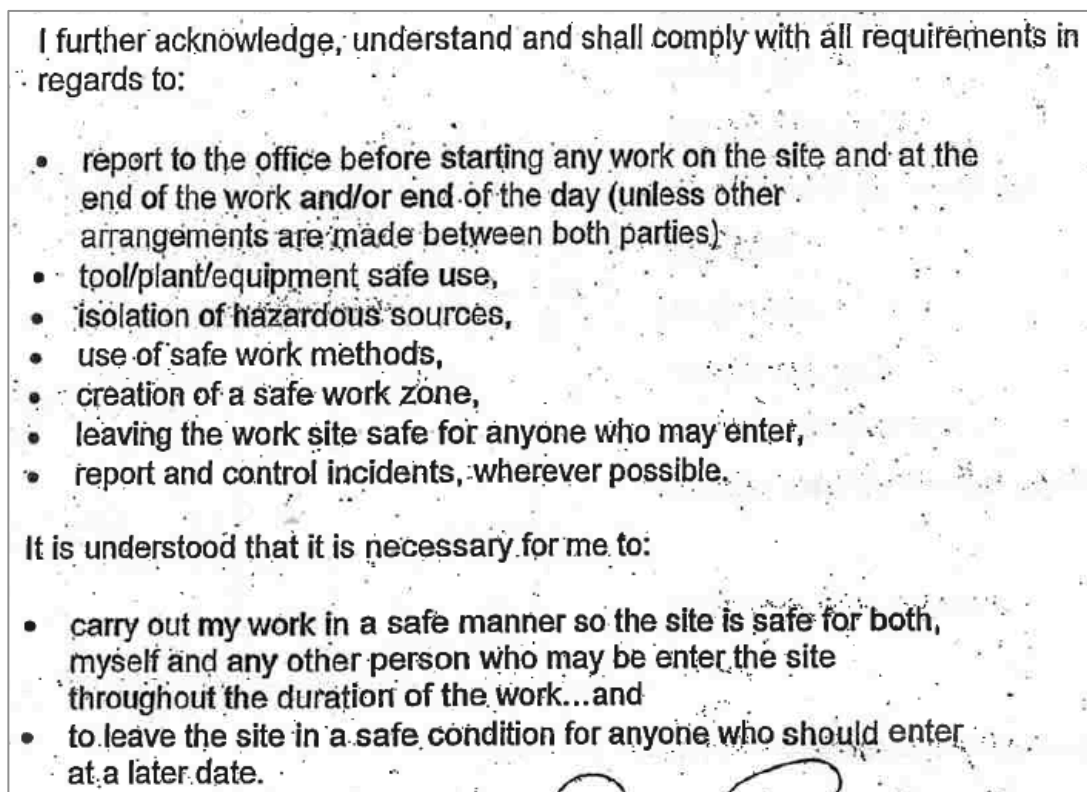 I further acknowledge, understand and shall comply with all requirements in
regards to:
• report to the office before starting any work on the site and at the
end of the work and/or end of the day (unless other
arrangements are made between both parties)
• tool/plant/equipment safe use,
• isolation of hazardous sources,
• use of safe work methods,
• creation of a safe work zone,
• leaving the work site safe for anyone who may enter,
• report and control incidents, wherever possible.
It is understood that it is necessary for me to:
• carry out my work in a safe manner so the site is safe for both,
myself and any other person who may be enter the site
throughout the duration of the work...and
• to leave the site in a safe condition for anyone who should enter
at a later date.